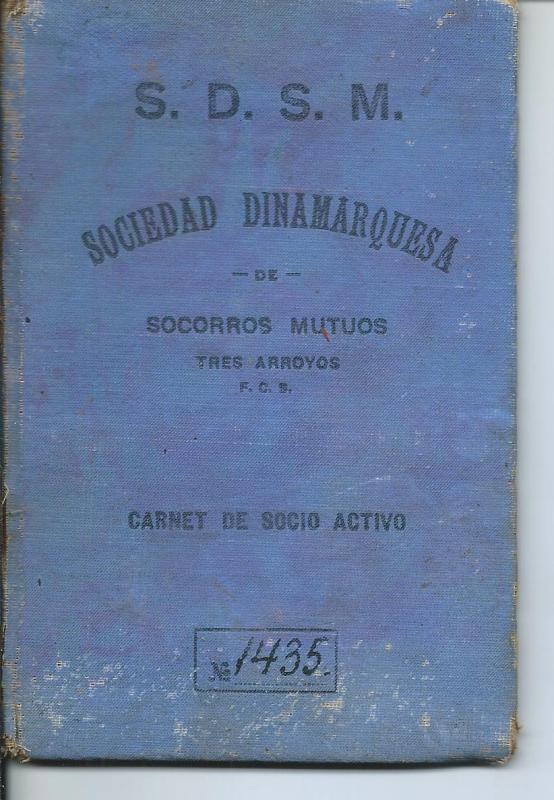 S. D. S. M.
SOCIEDAD DINAMARQUESA
— DE —
SOCORROS MUTUOS
TRES ARROYOS
F. C. S.
CARNET DE SOCIO ACTIVO
Nº 1435.